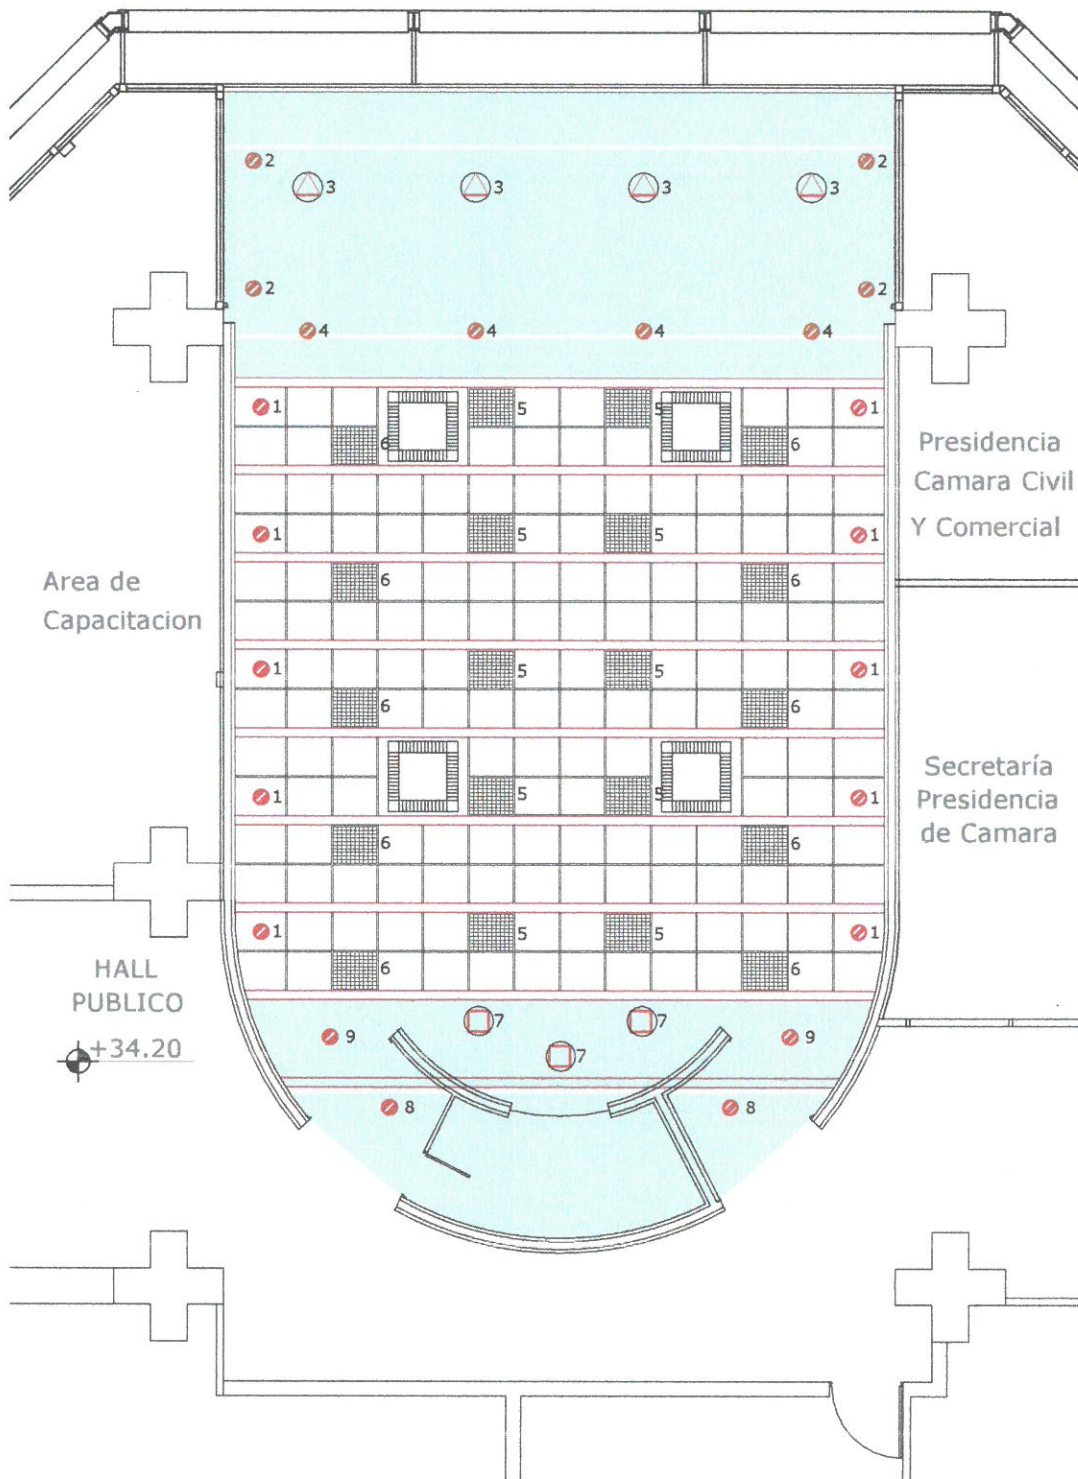 2 2
3 3 3 3
2 2
4 4 4 4
1 5 5 1
6 6
Presidencia
Camara Civil
Y Comercial
1 5 5 1
Area de
Capacitacion
6 6
1 5 5 1
6 6
Secretaría
Presidencia
de Camara
1 5 5 1
6 6
1 5 5 1
HALL
PUBLICO
6 6
+34.20
7 7
9 9
7
8 8